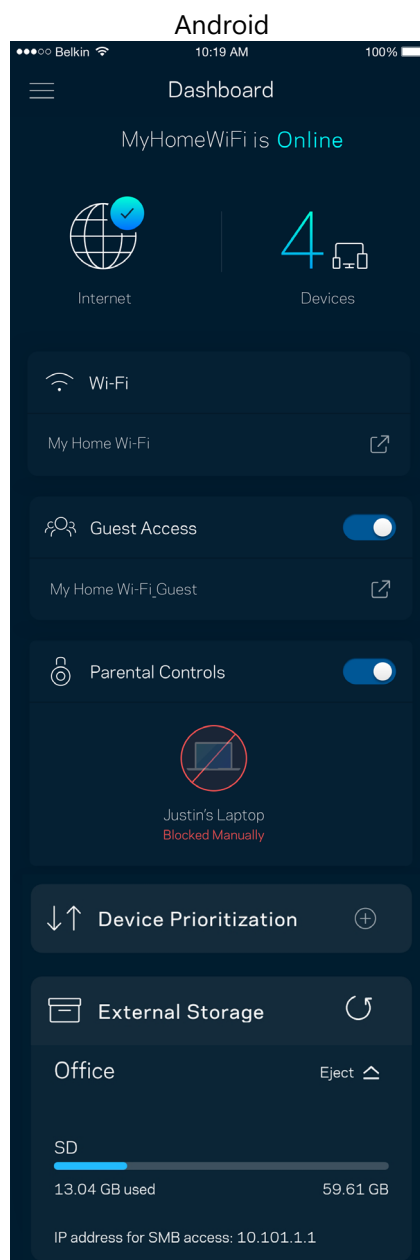 Android
Belkin 10:19 AM 100%
Dashboard
MyHomeWiFi is Online
4
Internet Devices
Wi-Fi
My Home Wi-Fi
Guest Access
My Home Wi-Fi_Guest
Parental Controls
Justin's Laptop
Blocked Manually
Device Prioritization
External Storage
Office Eject
SD
13.04 GB used 59.61 GB
IP address for SMB access: 10.101.1.1